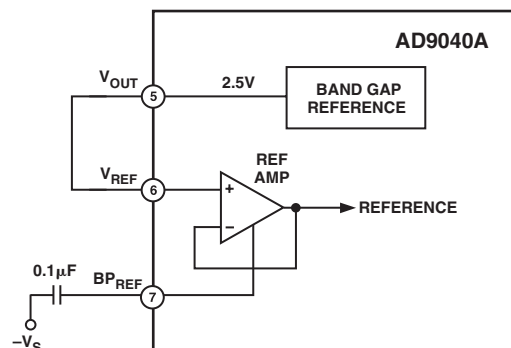 AD9040A
V_OUT
5
2.5V
BAND GAP
REFERENCE
V_REF
6
REF
AMP
+
–
REFERENCE
0.1μF
BP_REF
7
–V_S